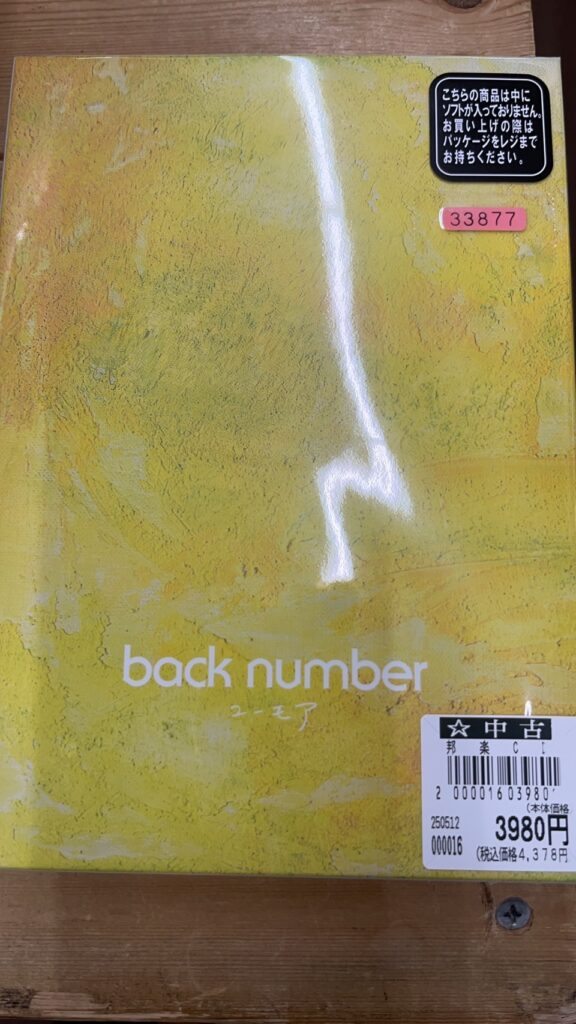 こちらの商品は中に
ソフトが入っておりません。
お買い上げの際は
パッケージをレジまで
お持ちください。
33877
back number
ユーモア
☆中古
邦楽CD
2 000016 03980
(本体価格
250512 3980円
000016 (税込価格4,378円